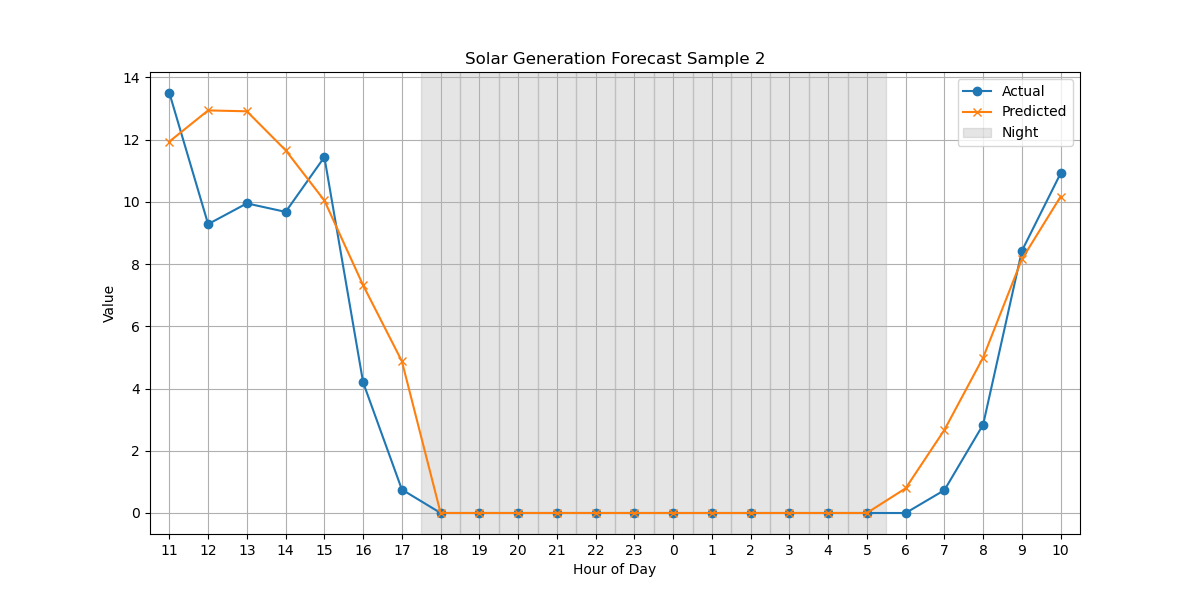 Solar Generation Forecast Sample 2
Actual
Predicted
Night
Value
14
12
10
8
6
4
2
0
11 12 13 14 15 16 17 18 19 20 21 22 23 0 1 2 3 4 5 6 7 8 9 10
Hour of Day